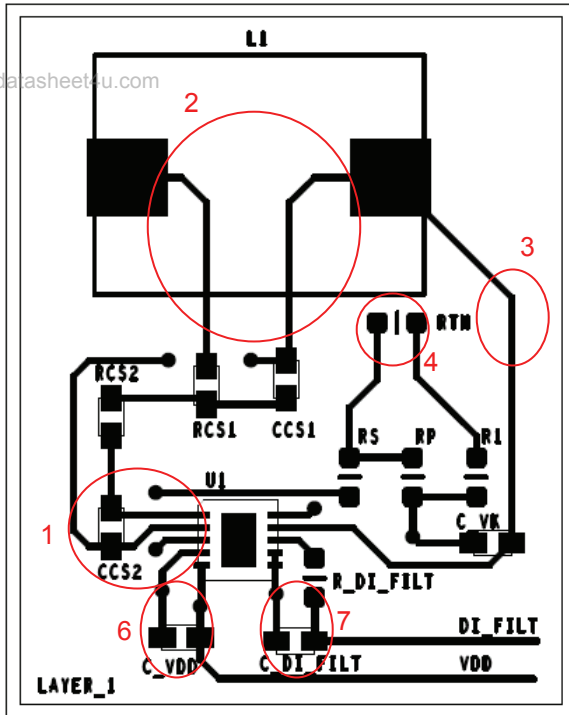 L1
datasheet4u.com
2
3
RTN
4
RCS2
RCS1
CCS1
RS
RP
R1
U1
1
C_VK
CCS2
R_DI_FILT
6
7
DI_FILT
C_VDD
C_DI_FILT
VDD
LAYER_1